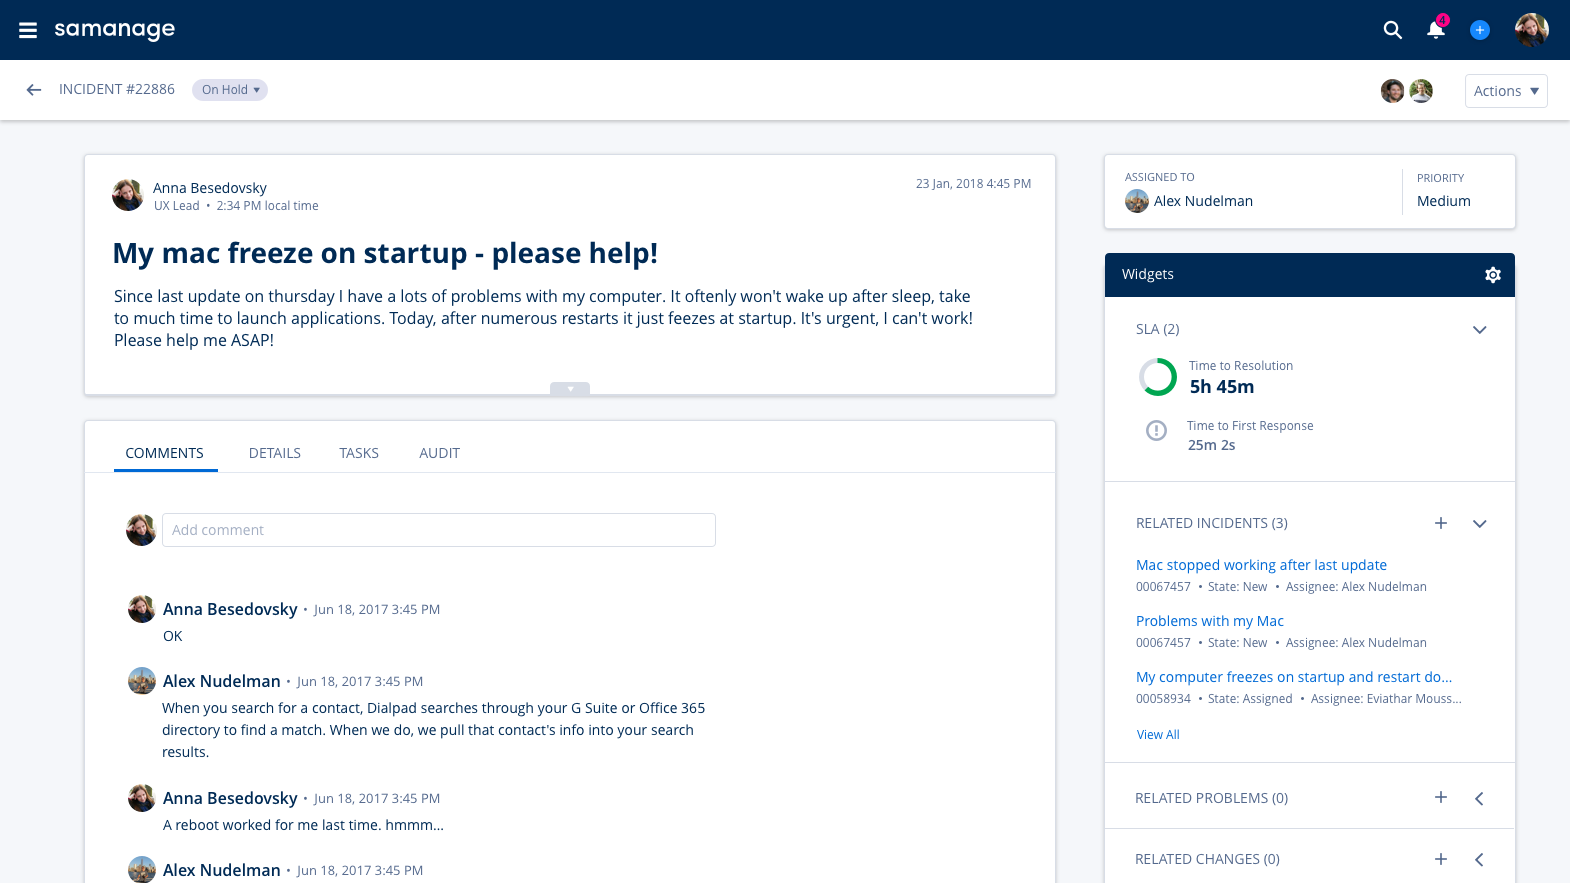 samanage
4
INCIDENT #22886
On Hold
Actions
Anna Besedovsky
UX Lead • 2:34 PM local time
23 Jan, 2018 4:45 PM
My mac freeze on startup - please help!
Since last update on thursday I have a lots of problems with my computer. It oftenly won't wake up after sleep, take
to much time to launch applications. Today, after numerous restarts it just feezes at startup. It's urgent, I can't work!
Please help me ASAP!
COMMENTS
DETAILS
TASKS
AUDIT
Add comment
Anna Besedovsky • Jun 18, 2017 3:45 PM
OK
Alex Nudelman • Jun 18, 2017 3:45 PM
When you search for a contact, Dialpad searches through your G Suite or Office 365
directory to find a match. When we do, we pull that contact's info into your search
results.
Anna Besedovsky • Jun 18, 2017 3:45 PM
A reboot worked for me last time. hmmm...
Alex Nudelman • Jun 18, 2017 3:45 PM
ASSIGNED TO
Alex Nudelman
PRIORITY
Medium
Widgets
SLA (2)
Time to Resolution
5h 45m
Time to First Response
25m 2s
RELATED INCIDENTS (3)
Mac stopped working after last update
00067457 • State: New • Assignee: Alex Nudelman
Problems with my Mac
00067457 • State: New • Assignee: Alex Nudelman
My computer freezes on startup and restart do...
00058934 • State: Assigned • Assignee: Eviathar Mouss...
View All
RELATED PROBLEMS (0)
RELATED CHANGES (0)